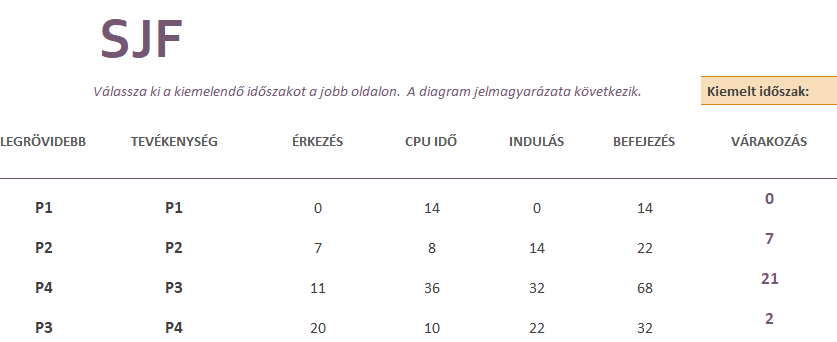 SJF
Válassza ki a kiemelendő időszakot a jobb oldalon. A diagram jelmagyarázata következik.
Kiemelt időszak:
LEGRÖVIDEBB TEVÉKENYSÉG ÉRKEZÉS CPU IDŐ INDULÁS BEFEJEZÉS VÁRAKOZÁS
P1 P1 0 14 0 14 0
P2 P2 7 8 14 22 7
P4 P3 11 36 32 68 21
P3 P4 20 10 22 32 2